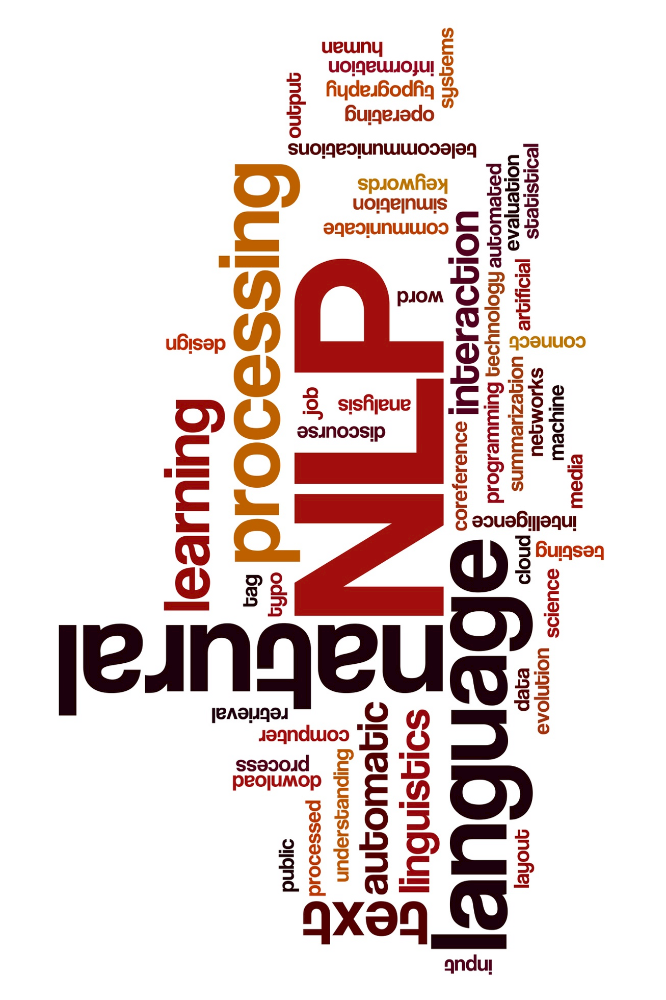 human
information
typography
operating
systems
output
telecommunications
keywords
simulation
communicate
automated
evaluation
statistical
processing
NLP
word
interaction
technology
artificial
connect
design
job
analysis
discourse
learning
coreference
programming
summarization
networks
machine
media
intelligence
cloud
testing
science
tag
typo
natural
language
data
evolution
retrieval
computer
process
download
understanding
automatic
linguistics
public
processed
layout
text
input